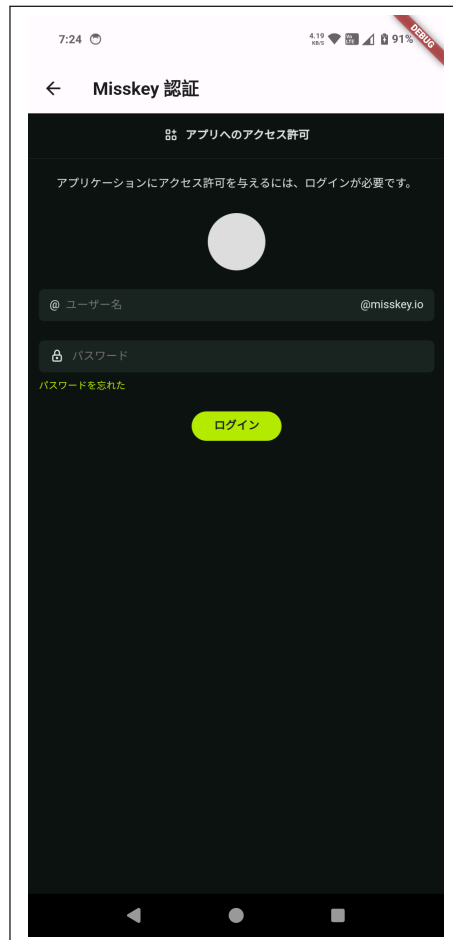 7:24
4.19
KB/S
Vo
LTE
91%
DEBUG
Misskey 認証
アプリへのアクセス許可
アプリケーションにアクセス許可を与えるには、ログインが必要です。
@ ユーザー名 @misskey.io
パスワード
パスワードを忘れた
ログイン